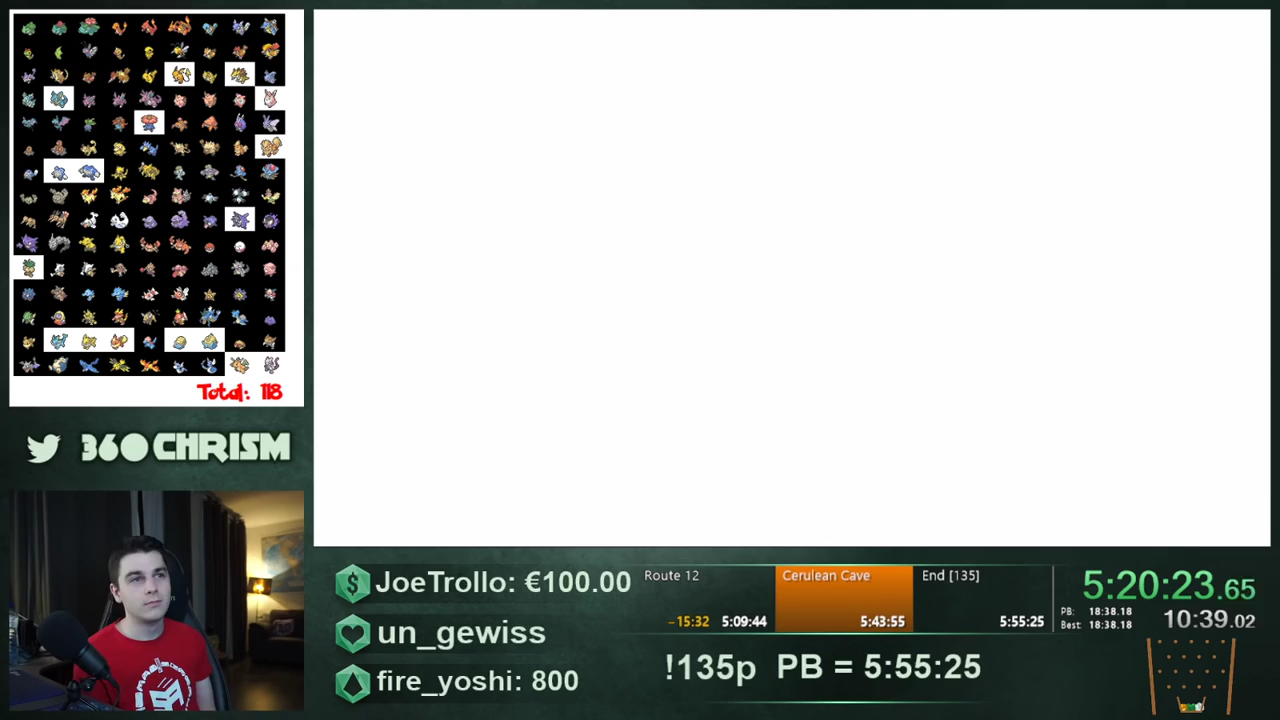 Total: 118
360CHRISM
JoeTrollo: €100.00
un_gewiss
fire_yoshi: 800
Route 12
−15:32 5:09:44
Cerulean Cave
5:43:55
End [135]
5:55:25
5:20:23.65
PB: 18:38.18
Best: 18:38.18
10:39.02
!135p PB = 5:55:25